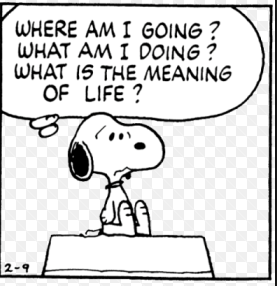 WHERE AM I GOING?
WHAT AM I DOING?
WHAT IS THE MEANING
OF LIFE?
2-9